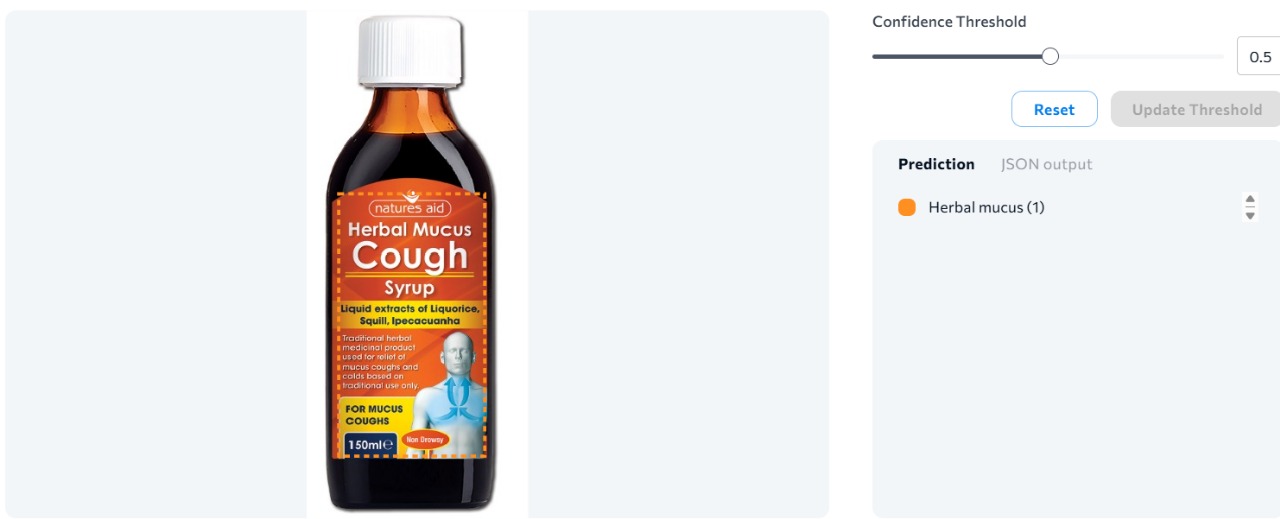 natures aid
Herbal Mucus
Cough
Syrup
Liquid extracts of Liquorice,
Squill, Ipecacuanha
Traditional herbal
medicinal product
used for relief of
mucus coughs and
colds based on
traditional use only.
FOR MUCUS
COUGHS
150ml℮
Non Drowsy
Confidence Threshold
0.5
Reset
Update Threshold
Prediction
JSON output
Herbal mucus (1)